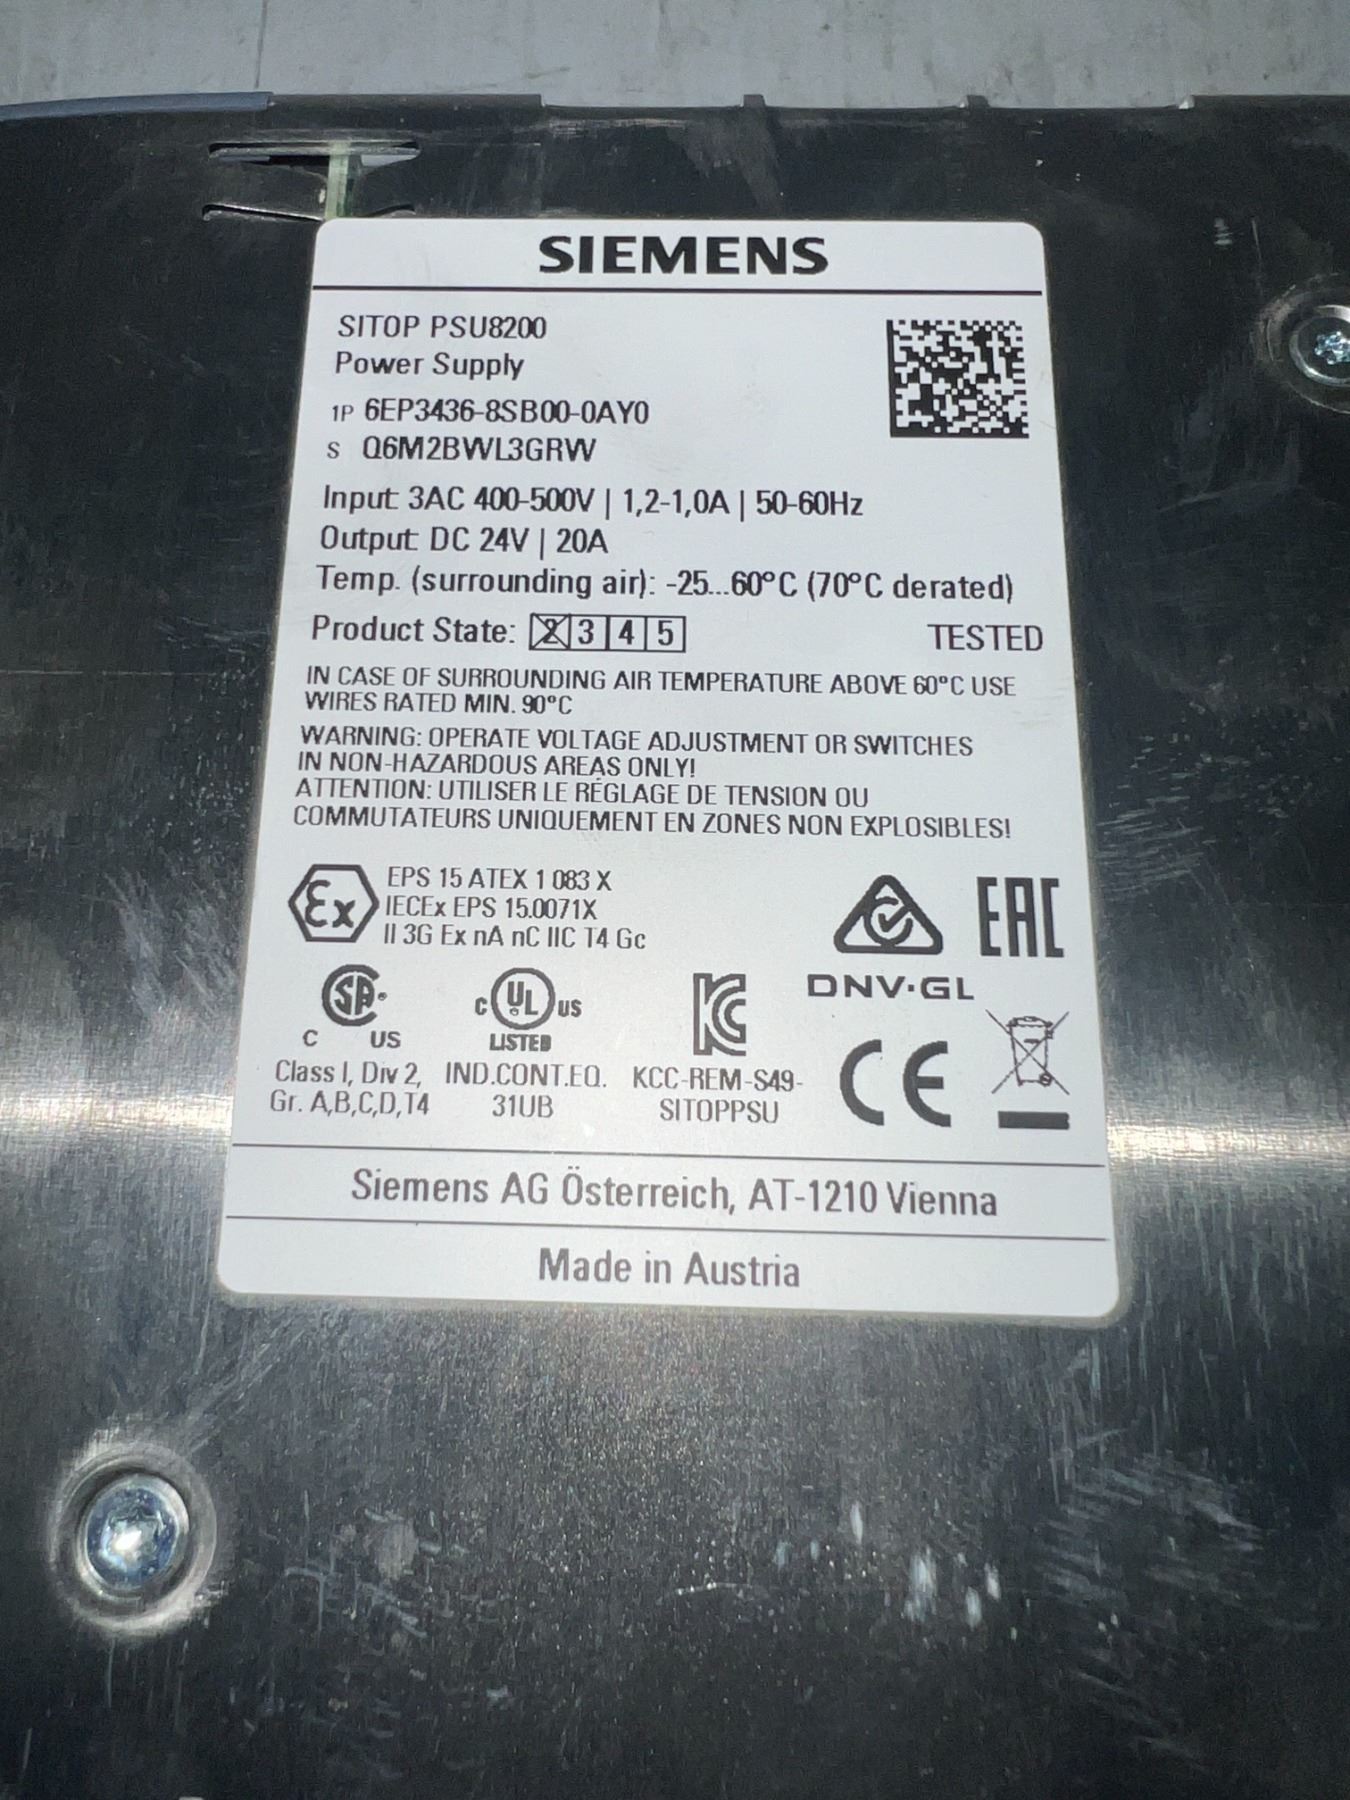 SIEMENS
SITOP PSU8200
Power Supply
1P 6EP3436-8SB00-0AY0
S Q6M2BWL3GRW
Input: 3AC 400-500V | 1,2-1,0A | 50-60Hz
Output: DC 24V | 20A
Temp. (surrounding air): -25...60°C (70°C derated)
Product State: 2 3 4 5 TESTED
IN CASE OF SURROUNDING AIR TEMPERATURE ABOVE 60°C USE
WIRES RATED MIN. 90°C
WARNING: OPERATE VOLTAGE ADJUSTMENT OR SWITCHES
IN NON-HAZARDOUS AREAS ONLY!
ATTENTION: UTILISER LE RÉGLAGE DE TENSION OU
COMMUTATEURS UNIQUEMENT EN ZONES NON EXPLOSIBLES!
Ex
EPS 15 ATEX 1 083 X
IECEx EPS 15.0071X
II 3G Ex nA nC IIC T4 Gc
EAC
DNV·GL
SA
C US
Class I, Div 2,
Gr. A,B,C,D,T4
C UL US
LISTED
IND.CONT.EQ.
31UB
KC
KCC-REM-S49-
SITOPPSU
CE
Siemens AG Österreich, AT-1210 Vienna
Made in Austria